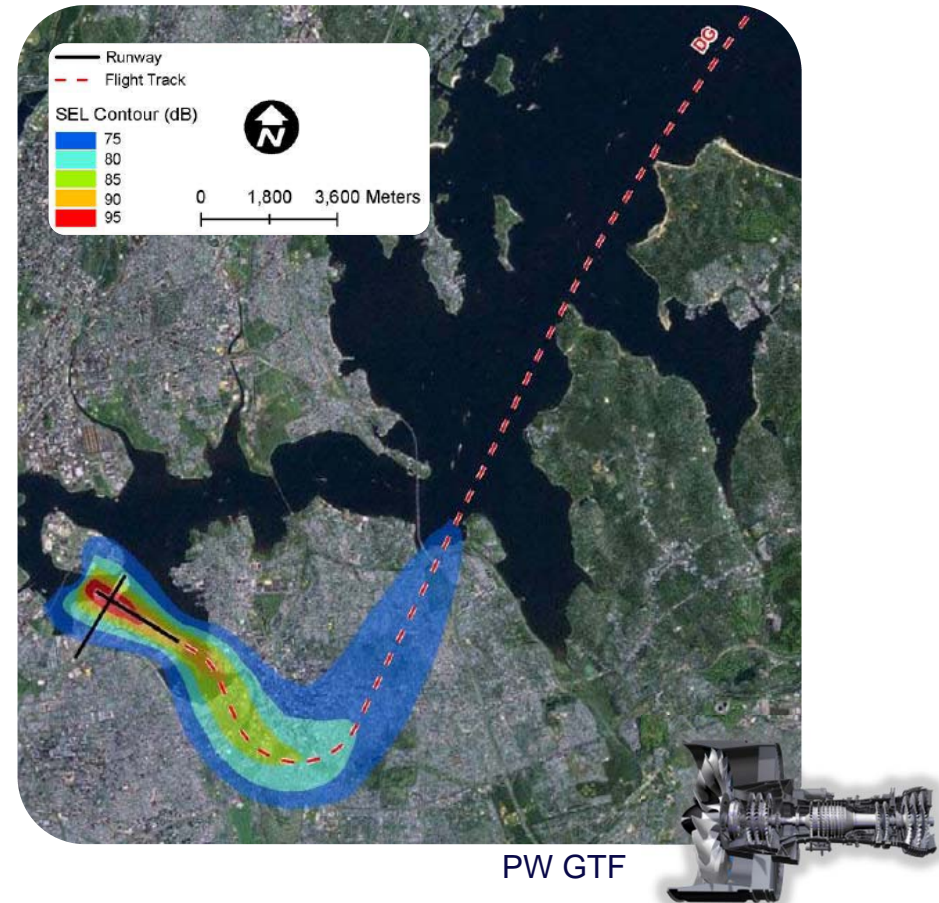 DG
Runway
Flight Track
SEL Contour (dB)
75
80
85
90
95
N
0 1,800 3,600 Meters
PW GTF